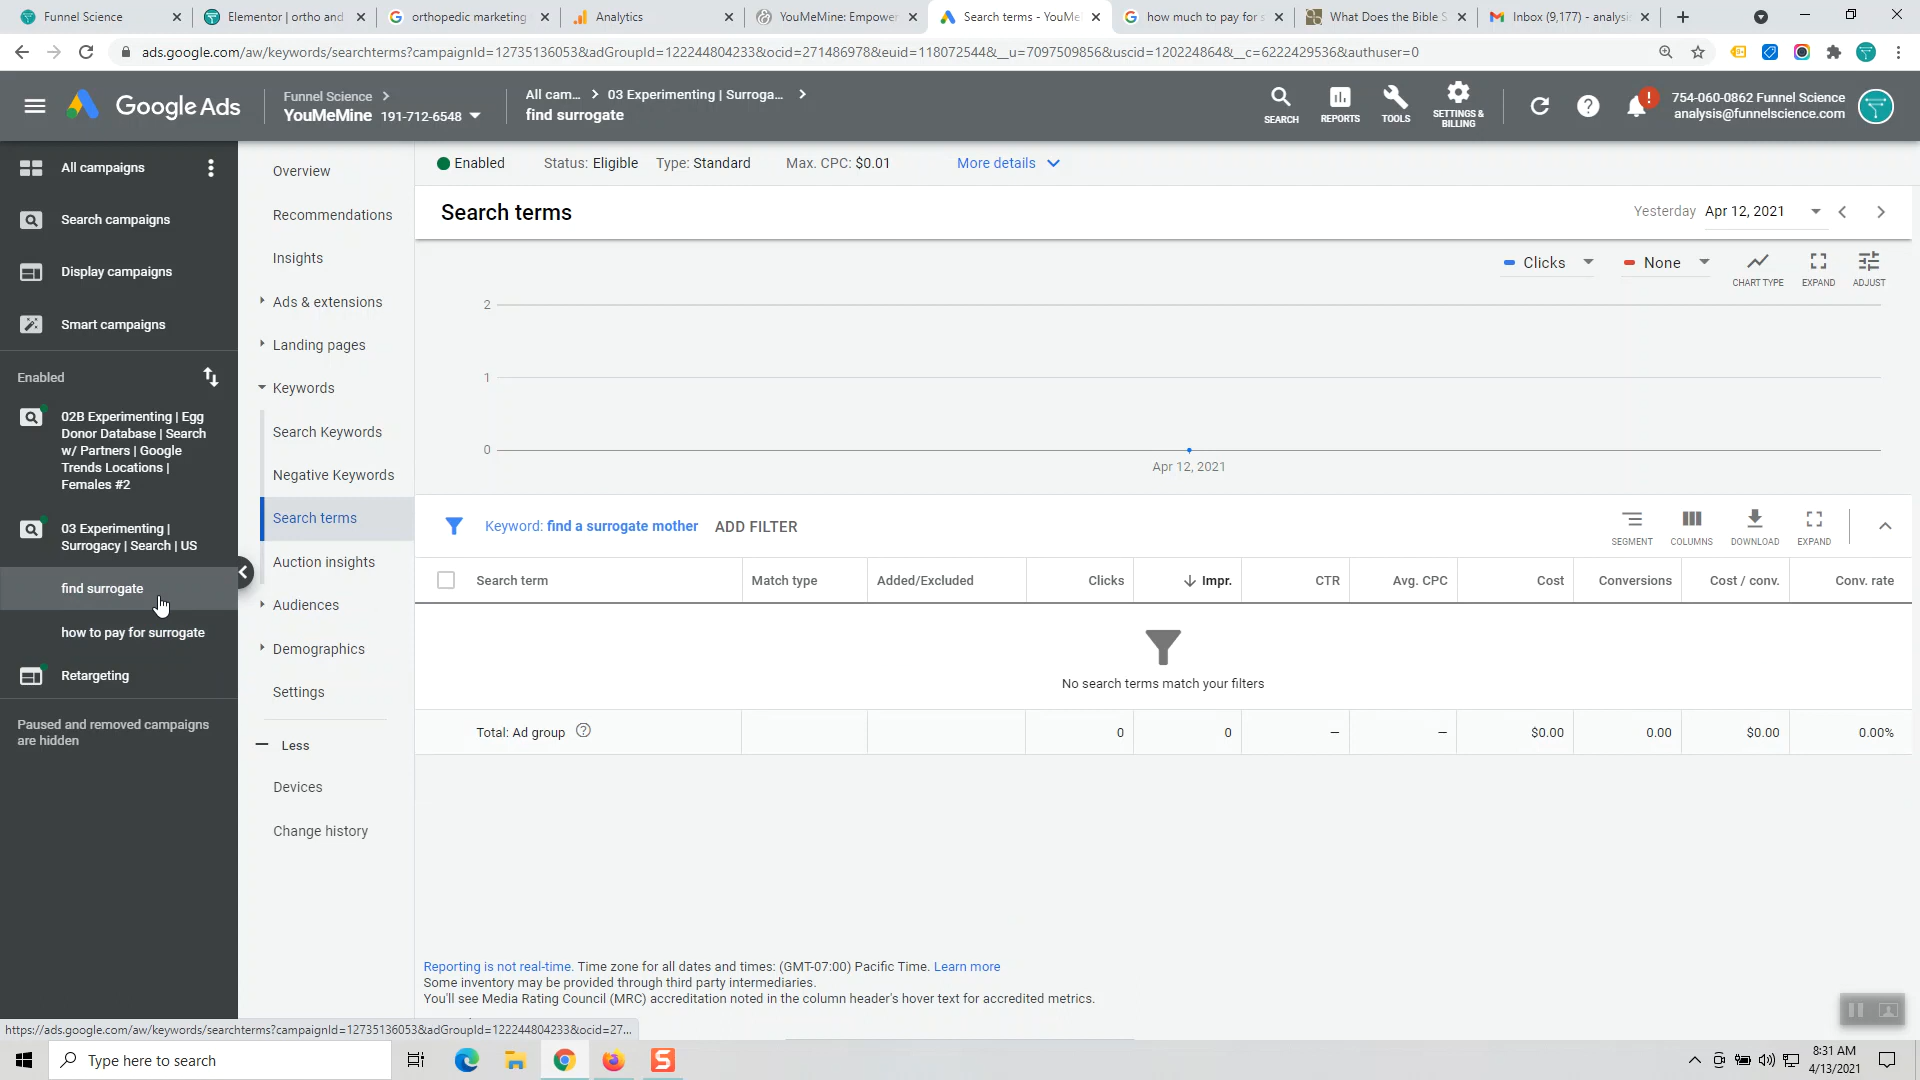 Funnel Science
Elementor | ortho and
orthopedic marketing
Analytics
YouMeMine: Empower
Search terms - YouMe
how much to pay for s
What Does the Bible S
Inbox (9,177) - analysis
ads.google.com/aw/keywords/searchterms?campaignId=12735136053&adGroupId=122244804233&ocid=271486978&euid=118072544&__u=7097509856&uscid=120224864&__c=6222429536&authuser=0
Google Ads
Funnel Science
YouMeMine 191-712-6548
All cam... > 03 Experimenting | Surroga... >
find surrogate
SEARCH
REPORTS
TOOLS
SETTINGS &
BILLING
!
754-060-0862 Funnel Science
analysis@funnelscience.com
All campaigns
Search campaigns
Display campaigns
Smart campaigns
Enabled
02B Experimenting | Egg
Donor Database | Search
w/ Partners | Google
Trends Locations |
Females #2
03 Experimenting |
Surrogacy | Search | US
find surrogate
how to pay for surrogate
Retargeting
Paused and removed campaigns
are hidden
Overview
Recommendations
Insights
Ads & extensions
Landing pages
Keywords
Search Keywords
Negative Keywords
Search terms
Auction insights
Audiences
Demographics
Settings
Less
Devices
Change history
Enabled
Status: Eligible
Type: Standard
Max. CPC: $0.01
More details
Search terms
Yesterday Apr 12, 2021
Clicks
None
CHART TYPE
EXPAND
ADJUST
2
1
0
Apr 12, 2021
Keyword: find a surrogate mother
ADD FILTER
SEGMENT
COLUMNS
DOWNLOAD
EXPAND
Search term
Match type
Added/Excluded
Clicks
Impr.
CTR
Avg. CPC
Cost
Conversions
Cost / conv.
Conv. rate
No search terms match your filters
Total: Ad group
0
0
—
—
$0.00
0.00
$0.00
0.00%
Reporting is not real-time. Time zone for all dates and times: (GMT-07:00) Pacific Time. Learn more
Some inventory may be provided through third party intermediaries.
You'll see Media Rating Council (MRC) accreditation noted in the column header's hover text for accredited metrics.
https://ads.google.com/aw/keywords/searchterms?campaignId=12735136053&adGroupId=122244804233&ocid=27...
Type here to search
S
8:31 AM
4/13/2021